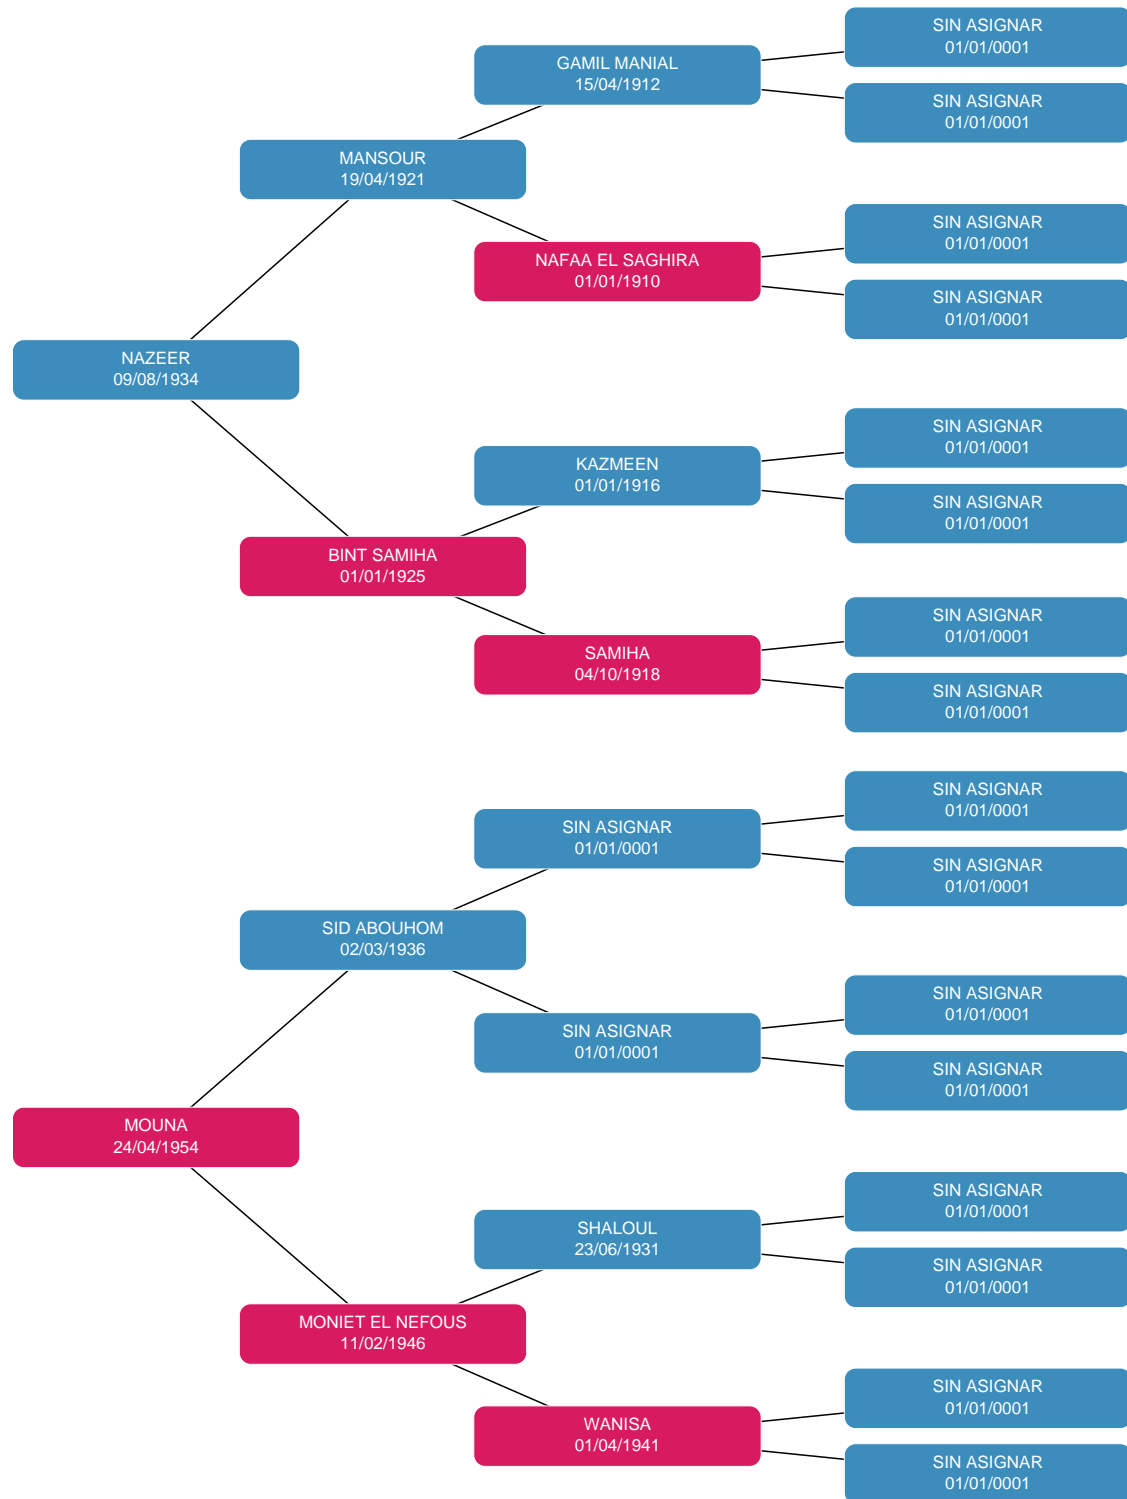 SIN ASIGNAR
01/01/0001
GAMIL MANIAL
15/04/1912
SIN ASIGNAR
01/01/0001
MANSOUR
19/04/1921
SIN ASIGNAR
01/01/0001
NAFAA EL SAGHIRA
01/01/1910
SIN ASIGNAR
01/01/0001
NAZEER
09/08/1934
SIN ASIGNAR
01/01/0001
KAZMEEN
01/01/1916
SIN ASIGNAR
01/01/0001
BINT SAMIHA
01/01/1925
SIN ASIGNAR
01/01/0001
SAMIHA
04/10/1918
SIN ASIGNAR
01/01/0001
SIN ASIGNAR
01/01/0001
SIN ASIGNAR
01/01/0001
SIN ASIGNAR
01/01/0001
SID ABOUHOM
02/03/1936
SIN ASIGNAR
01/01/0001
SIN ASIGNAR
01/01/0001
SIN ASIGNAR
01/01/0001
MOUNA
24/04/1954
SIN ASIGNAR
01/01/0001
SHALOUL
23/06/1931
SIN ASIGNAR
01/01/0001
MONIET EL NEFOUS
11/02/1946
SIN ASIGNAR
01/01/0001
WANISA
01/04/1941
SIN ASIGNAR
01/01/0001